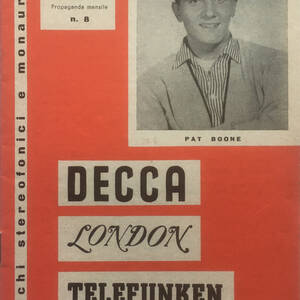 Propaganda mensile
n. 8
PAT BOONE
DECCA
LONDON
TELEFUNKEN
chi stereofonici e monaur